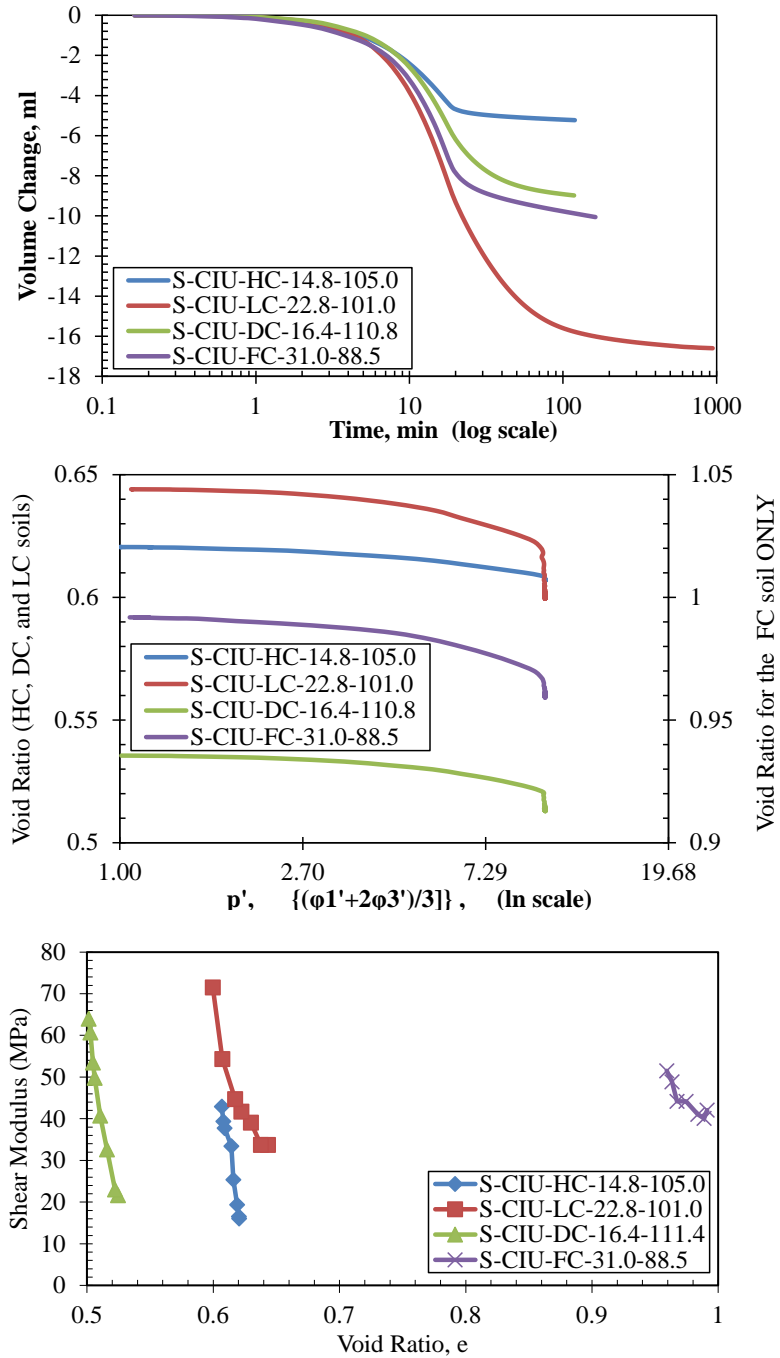 0
-2
-4
-6
-8
-10
-12
-14
-16
-18
Volume Change, ml
S-CIU-HC-14.8-105.0
S-CIU-LC-22.8-101.0
S-CIU-DC-16.4-110.8
S-CIU-FC-31.0-88.5
0.1 1 10 100 1000
Time, min (log scale)
0.65
0.6
0.55
0.5
Void Ratio (HC, DC, and LC soils)
S-CIU-HC-14.8-105.0
S-CIU-LC-22.8-101.0
S-CIU-DC-16.4-110.8
S-CIU-FC-31.0-88.5
1.05
1
0.95
0.9
Void Ratio for the FC soil ONLY
1.00 2.70 7.29 19.68
p', {(φ1'+2φ3')/3]} , (ln scale)
80
70
60
50
40
30
20
10
0
Shear Modulus (MPa)
S-CIU-HC-14.8-105.0
S-CIU-LC-22.8-101.0
S-CIU-DC-16.4-111.4
S-CIU-FC-31.0-88.5
0.5 0.6 0.7 0.8 0.9 1
Void Ratio, e